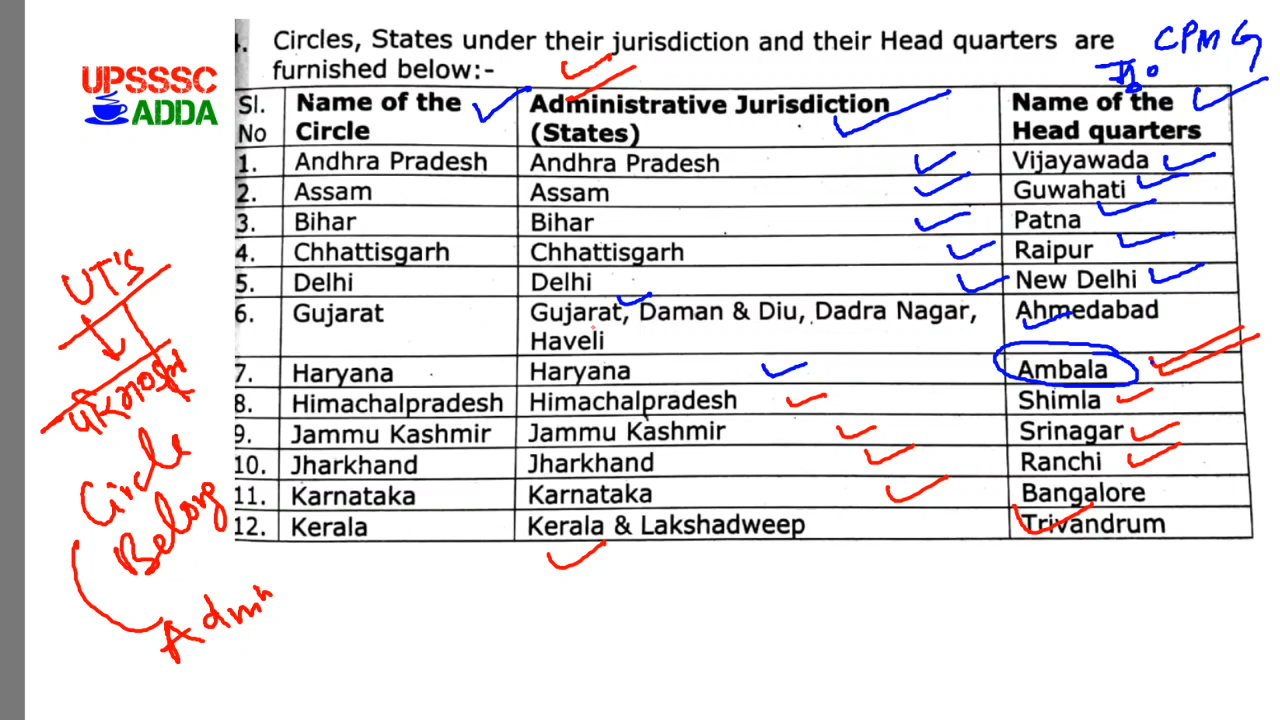 4. Circles, States under their jurisdiction and their Head quarters are
furnished below:-
CPMG
UPSSSC
ADDA
Sl. No | Name of the Circle | Administrative Jurisdiction (States) | Name of the Head quarters
1. | Andhra Pradesh | Andhra Pradesh | Vijayawada
2. | Assam | Assam | Guwahati
3. | Bihar | Bihar | Patna
4. | Chhattisgarh | Chhattisgarh | Raipur
5. | Delhi | Delhi | New Delhi
6. | Gujarat | Gujarat, Daman & Diu, Dadra Nagar, Haveli | Ahmedabad
7. | Haryana | Haryana | Ambala
8. | Himachalpradesh | Himachalpradesh | Shimla
9. | Jammu Kashmir | Jammu Kashmir | Srinagar
10. | Jharkhand | Jharkhand | Ranchi
11. | Karnataka | Karnataka | Bangalore
12. | Kerala | Kerala & Lakshadweep | Trivandrum
UT'S
Circle
Belong
Admn